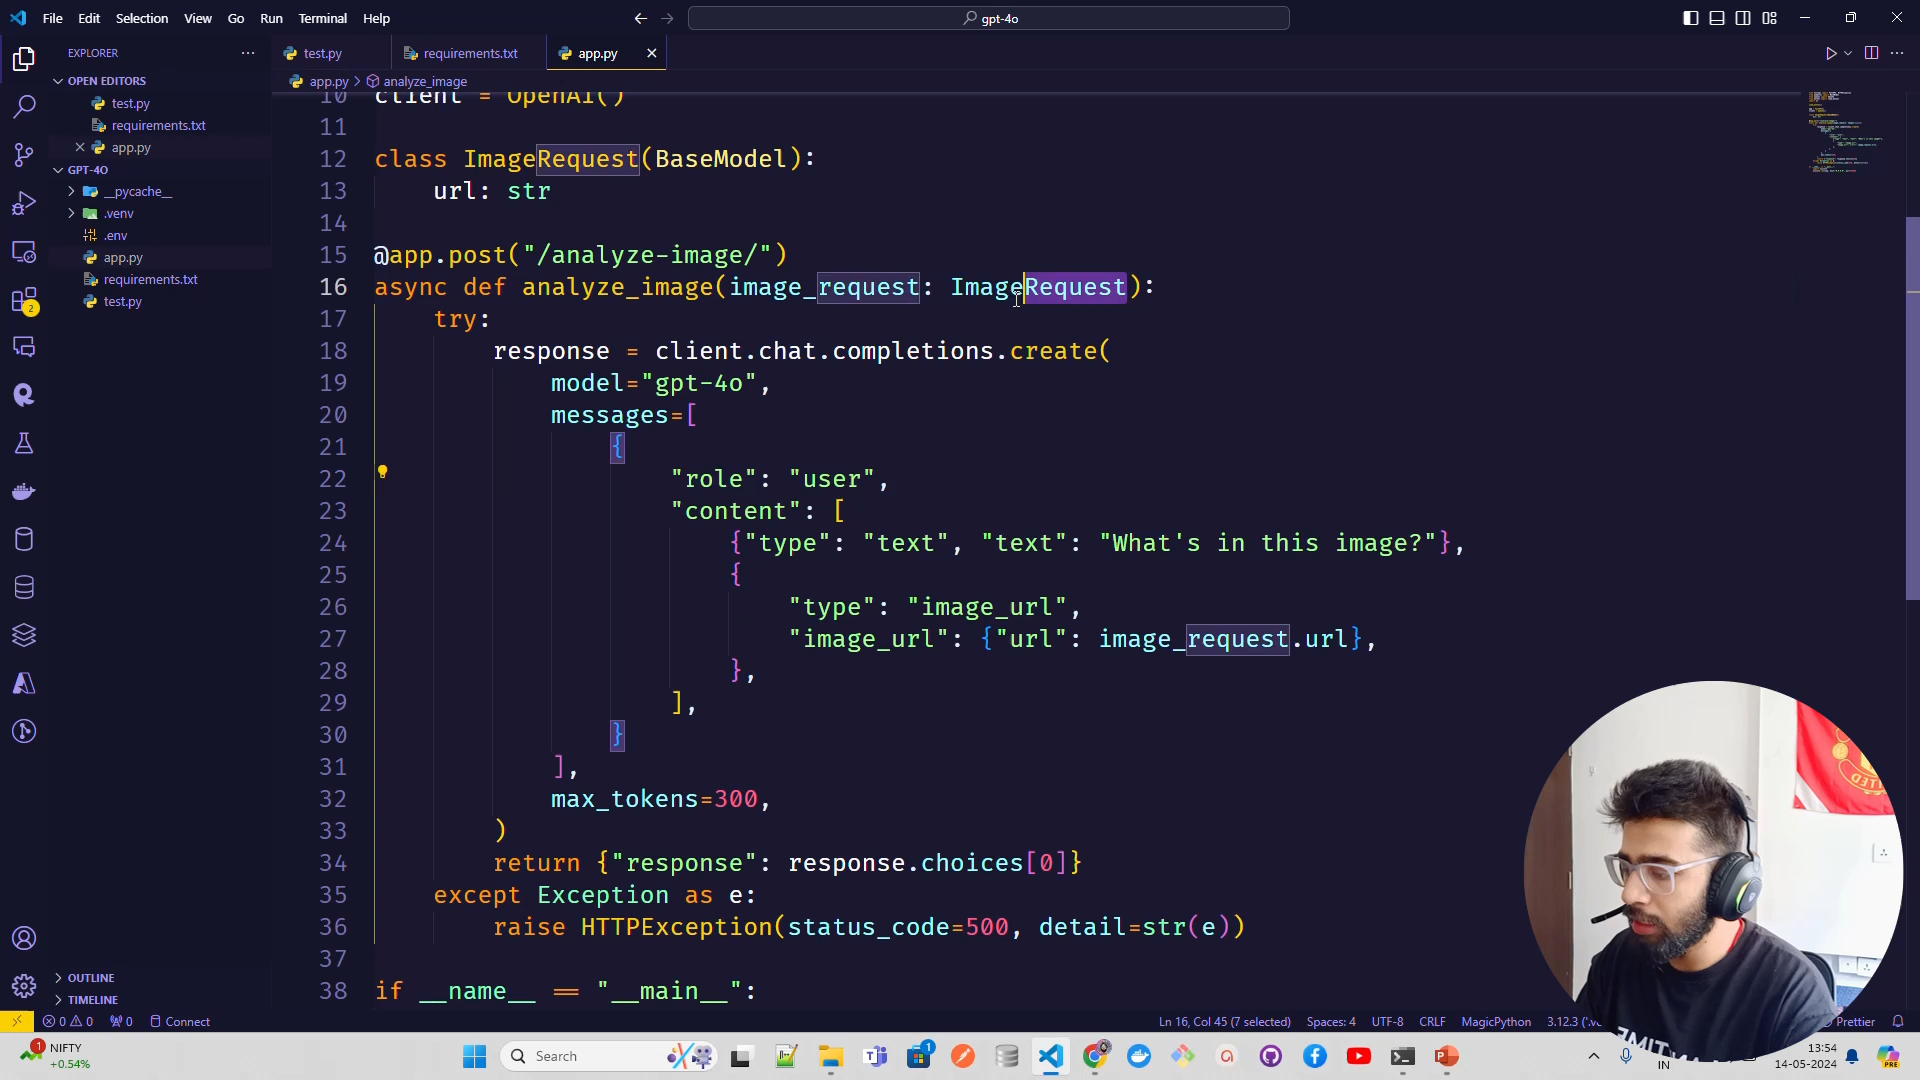 File Edit Selection View Go Run Terminal Help
gpt-4o
EXPLORER
OPEN EDITORS
test.py
requirements.txt
app.py
GPT-4O
__pycache__
.venv
.env
app.py
requirements.txt
test.py
OUTLINE
TIMELINE
test.py requirements.txt app.py
app.py > analyze_image
10 client = OpenAI()
11
12 class ImageRequest(BaseModel):
13 url: str
14
15 @app.post("/analyze-image/")
16 async def analyze_image(image_request: ImageRequest):
17 try:
18 response = client.chat.completions.create(
19 model="gpt-4o",
20 messages=[
21 {
22 "role": "user",
23 "content": [
24 {"type": "text", "text": "What's in this image?"},
25 {
26 "type": "image_url",
27 "image_url": {"url": image_request.url},
28 },
29 ],
30 }
31 ],
32 max_tokens=300,
33 )
34 return {"response": response.choices[0]}
35 except Exception as e:
36 raise HTTPException(status_code=500, detail=str(e))
37
38 if __name__ == "__main__":
2
UNITED
0 0 0 Connect
Ln 16, Col 45 (7 selected) Spaces: 4 UTF-8 CRLF MagicPython Prettier
1
NIFTY
+0.54%
Search
1
IN
13:54
14-05-2024
PRE